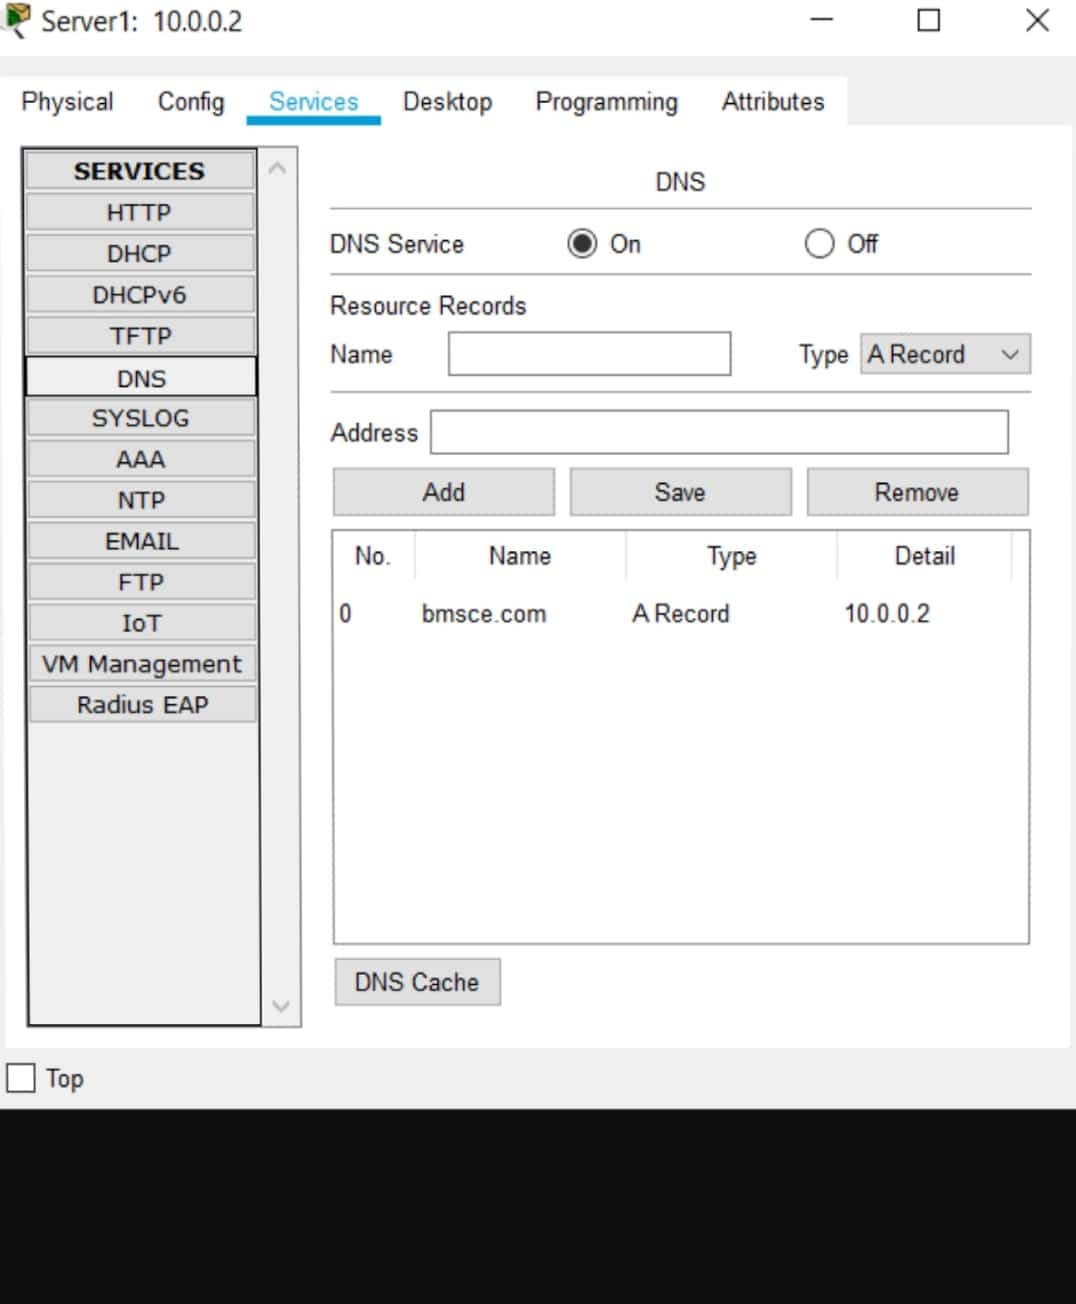 Server1: 10.0.0.2
Physical Config Services Desktop Programming Attributes
SERVICES
HTTP
DHCP
DHCPv6
TFTP
DNS
SYSLOG
AAA
NTP
EMAIL
FTP
IoT
VM Management
Radius EAP
DNS
DNS Service On Off
Resource Records
Name Type A Record
Address
Add Save Remove
No. Name Type Detail
0 bmsce.com A Record 10.0.0.2
DNS Cache
Top